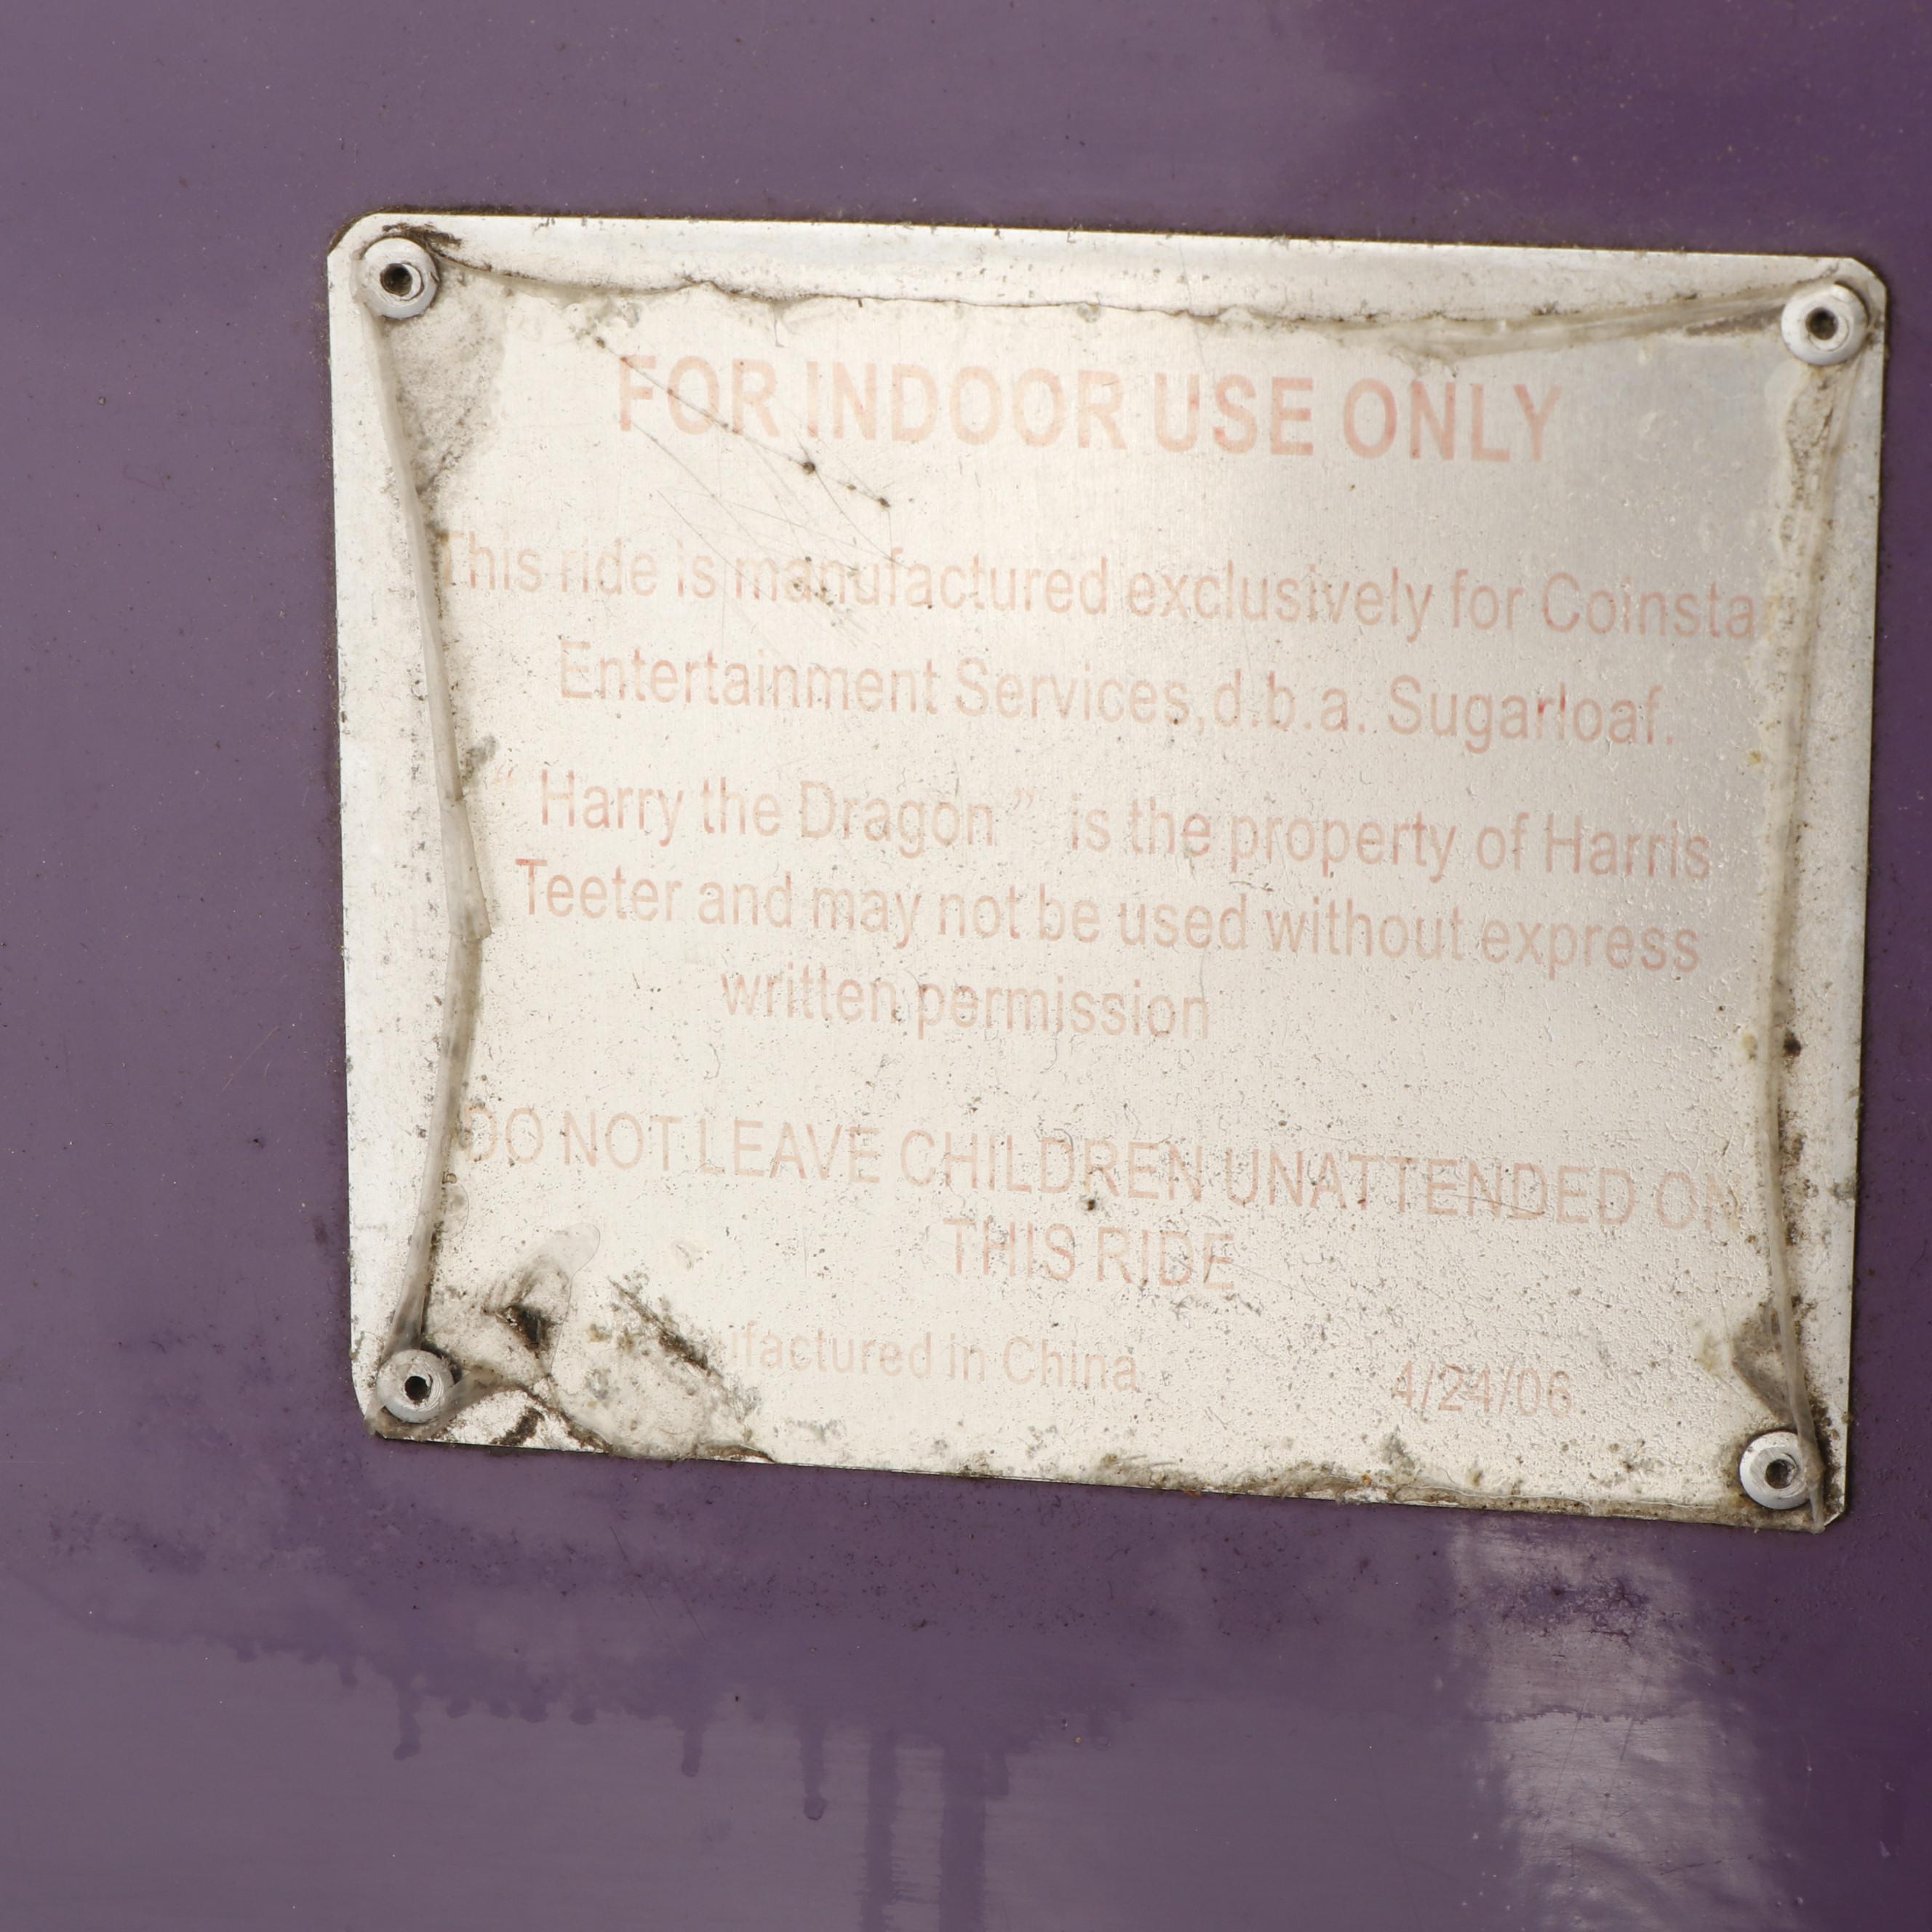 FOR INDOOR USE ONLY
This ride is manufactured exclusively for Coinstar
Entertainment Services,d.b.a. Sugarloaf.
“ Harry the Dragon” is the property of Harris
Teeter and may not be used without express
written permission
DO NOT LEAVE CHILDREN UNATTENDED ON
THIS RIDE
ufactured in China 4/24/06